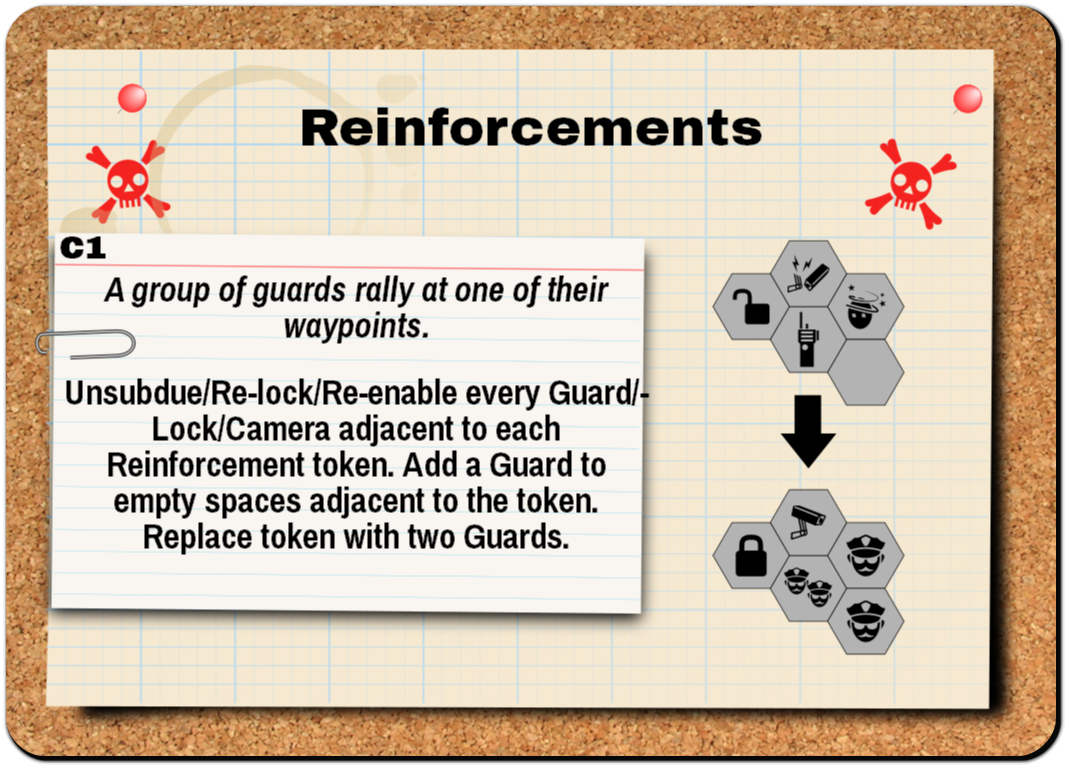 Reinforcements
C1
A group of guards rally at one of their
waypoints.
Unsubdue/Re-lock/Re-enable every Guard/-
Lock/Camera adjacent to each
Reinforcement token. Add a Guard to
empty spaces adjacent to the token.
Replace token with two Guards.